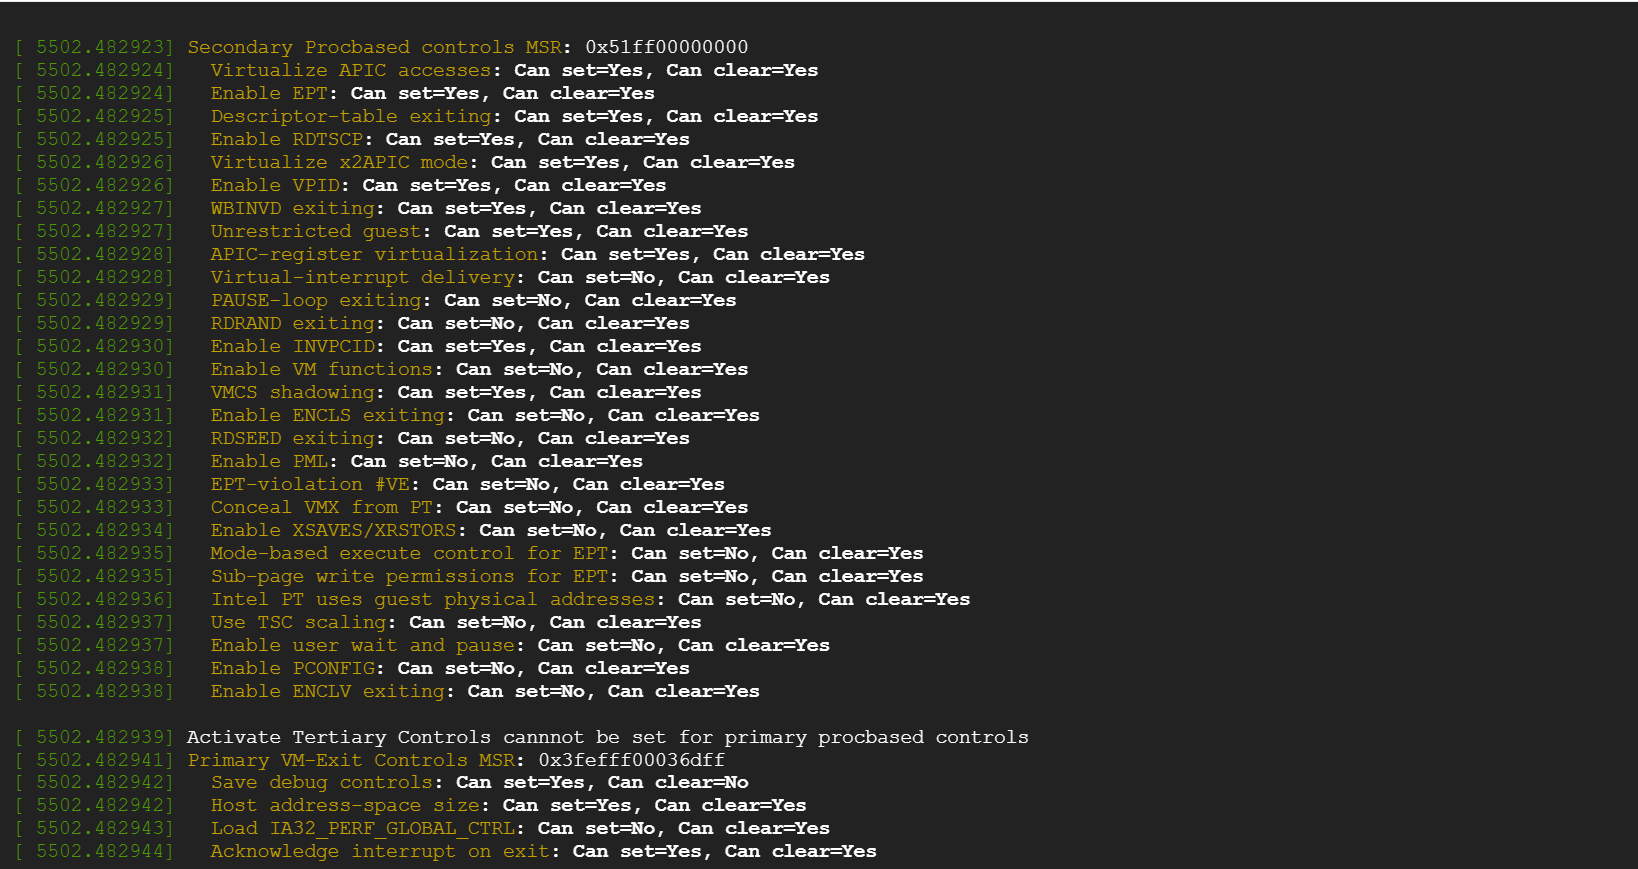 [ 5502.482923] Secondary Procbased controls MSR: 0x51ff00000000
[ 5502.482924]   Virtualize APIC accesses: Can set=Yes, Can clear=Yes
[ 5502.482924]   Enable EPT: Can set=Yes, Can clear=Yes
[ 5502.482925]   Descriptor-table exiting: Can set=Yes, Can clear=Yes
[ 5502.482925]   Enable RDTSCP: Can set=Yes, Can clear=Yes
[ 5502.482926]   Virtualize x2APIC mode: Can set=Yes, Can clear=Yes
[ 5502.482926]   Enable VPID: Can set=Yes, Can clear=Yes
[ 5502.482927]   WBINVD exiting: Can set=Yes, Can clear=Yes
[ 5502.482927]   Unrestricted guest: Can set=Yes, Can clear=Yes
[ 5502.482928]   APIC-register virtualization: Can set=Yes, Can clear=Yes
[ 5502.482928]   Virtual-interrupt delivery: Can set=No, Can clear=Yes
[ 5502.482929]   PAUSE-loop exiting: Can set=No, Can clear=Yes
[ 5502.482929]   RDRAND exiting: Can set=No, Can clear=Yes
[ 5502.482930]   Enable INVPCID: Can set=Yes, Can clear=Yes
[ 5502.482930]   Enable VM functions: Can set=No, Can clear=Yes
[ 5502.482931]   VMCS shadowing: Can set=Yes, Can clear=Yes
[ 5502.482931]   Enable ENCLS exiting: Can set=No, Can clear=Yes
[ 5502.482932]   RDSEED exiting: Can set=No, Can clear=Yes
[ 5502.482932]   Enable PML: Can set=No, Can clear=Yes
[ 5502.482933]   EPT-violation #VE: Can set=No, Can clear=Yes
[ 5502.482933]   Conceal VMX from PT: Can set=No, Can clear=Yes
[ 5502.482934]   Enable XSAVES/XRSTORS: Can set=No, Can clear=Yes
[ 5502.482935]   Mode-based execute control for EPT: Can set=No, Can clear=Yes
[ 5502.482935]   Sub-page write permissions for EPT: Can set=No, Can clear=Yes
[ 5502.482936]   Intel PT uses guest physical addresses: Can set=No, Can clear=Yes
[ 5502.482937]   Use TSC scaling: Can set=No, Can clear=Yes
[ 5502.482937]   Enable user wait and pause: Can set=No, Can clear=Yes
[ 5502.482938]   Enable PCONFIG: Can set=No, Can clear=Yes
[ 5502.482938]   Enable ENCLV exiting: Can set=No, Can clear=Yes
[ 5502.482939] Activate Tertiary Controls cannnot be set for primary procbased controls
[ 5502.482941] Primary VM-Exit Controls MSR: 0x3fefff00036dff
[ 5502.482942]   Save debug controls: Can set=Yes, Can clear=No
[ 5502.482942]   Host address-space size: Can set=Yes, Can clear=Yes
[ 5502.482943]   Load IA32_PERF_GLOBAL_CTRL: Can set=No, Can clear=Yes
[ 5502.482944]   Acknowledge interrupt on exit: Can set=Yes, Can clear=Yes